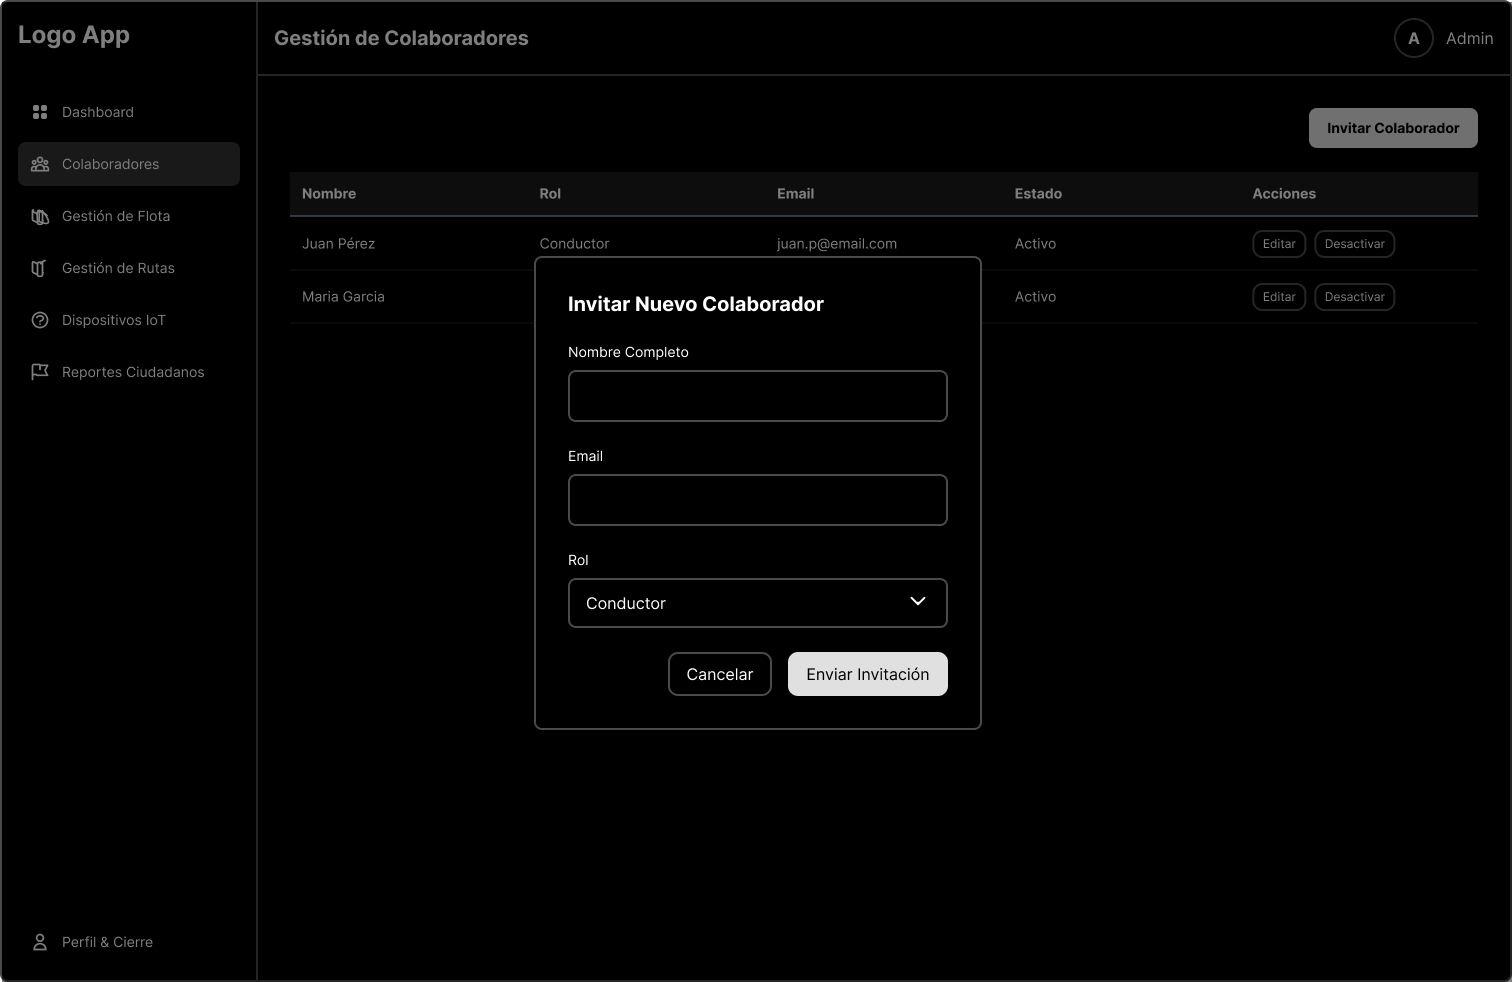 Logo App
Dashboard
Colaboradores
Gestión de Flota
Gestión de Rutas
Dispositivos IoT
Reportes Ciudadanos
Perfil & Cierre
Gestión de Colaboradores
A Admin
Invitar Colaborador
Nombre Rol Email Estado Acciones
Juan Pérez Conductor juan.p@email.com Activo Editar Desactivar
Maria Garcia Activo Editar Desactivar
Invitar Nuevo Colaborador
Nombre Completo
Email
Rol
Conductor
Cancelar Enviar Invitación